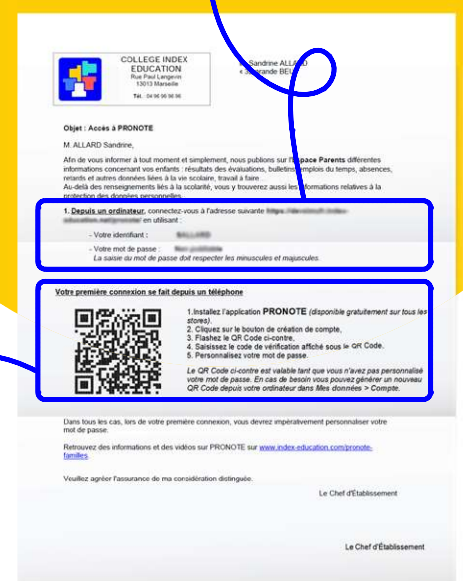 COLLEGE INDEX
EDUCATION
Rue Paul Langevin
13013 Marseille
Tél. : 04 96 96 96 96
Sandrine ALLARD
Objet : Accès à PRONOTE
M. ALLARD Sandrine,
Afin de vous informer à tout moment et simplement, nous publions sur l'Espace Parents différentes
informations concernant vos enfants : résultats des évaluations, bulletins, emplois du temps, absences,
retards et autres données liées à la vie scolaire, travail à faire
Au-delà des renseignements liés à la scolarité, vous y trouverez aussi les informations relatives à la
protection des données personnelles.
1. Depuis un ordinateur, connectez-vous à l'adresse suivante
en utilisant :
- Votre identifiant :
- Votre mot de passe :
La saisie du mot de passe doit respecter les minuscules et majuscules.
Votre première connexion se fait depuis un téléphone
1.Installez l'application PRONOTE (disponible gratuitement sur tous les
stores).
2. Cliquez sur le bouton de création de compte,
3. Flashez le QR Code ci-contre,
4. Saisissez le code de vérification affiché sous le QR Code.
5. Personnalisez votre mot de passe.
Le QR Code ci-contre est valable tant que vous n'avez pas personnalisé
votre mot de passe. En cas de besoin vous pouvez générer un nouveau
QR Code depuis votre ordinateur dans Mes données > Compte.
Dans tous les cas, lors de votre première connexion, vous devrez impérativement personnaliser votre
mot de passe.
Retrouvez des informations et des vidéos sur PRONOTE sur www.index-education.com/pronote-
familles.
Veuillez agréer l'assurance de ma considération distinguée.
Le Chef d'Établissement
Le Chef d'Établissement